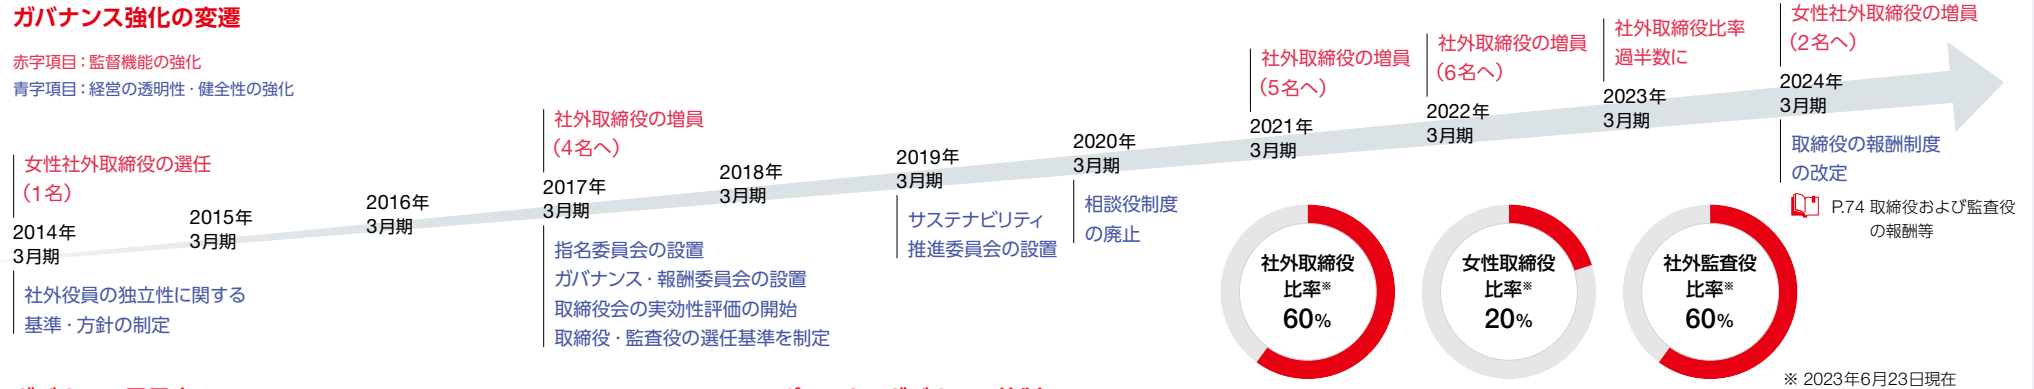 ガバナンス強化の変遷
赤字項目：監督機能の強化
青字項目：経営の透明性・健全性の強化
女性社外取締役の選任
（1名）
2014年
3月期
社外役員の独立性に関する
基準・方針の制定
2015年
3月期
2016年
3月期
社外取締役の増員
（4名へ）
2017年
3月期
指名委員会の設置
ガバナンス・報酬委員会の設置
取締役会の実効性評価の開始
取締役・監査役の選任基準を制定
2018年
3月期
2019年
3月期
サステナビリティ
推進委員会の設置
2020年
3月期
相談役制度
の廃止
社外取締役の増員
（5名へ）
2021年
3月期
社外取締役の増員
（6名へ）
2022年
3月期
社外取締役比率
過半数に
2023年
3月期
女性社外取締役の増員
（2名へ）
2024年
3月期
取締役の報酬制度
の改定
P.74 取締役および監査役
の報酬等
社外取締役
比率※
60%
女性取締役
比率※
20%
社外監査役
比率※
60%
※ 2023年6月23日現在